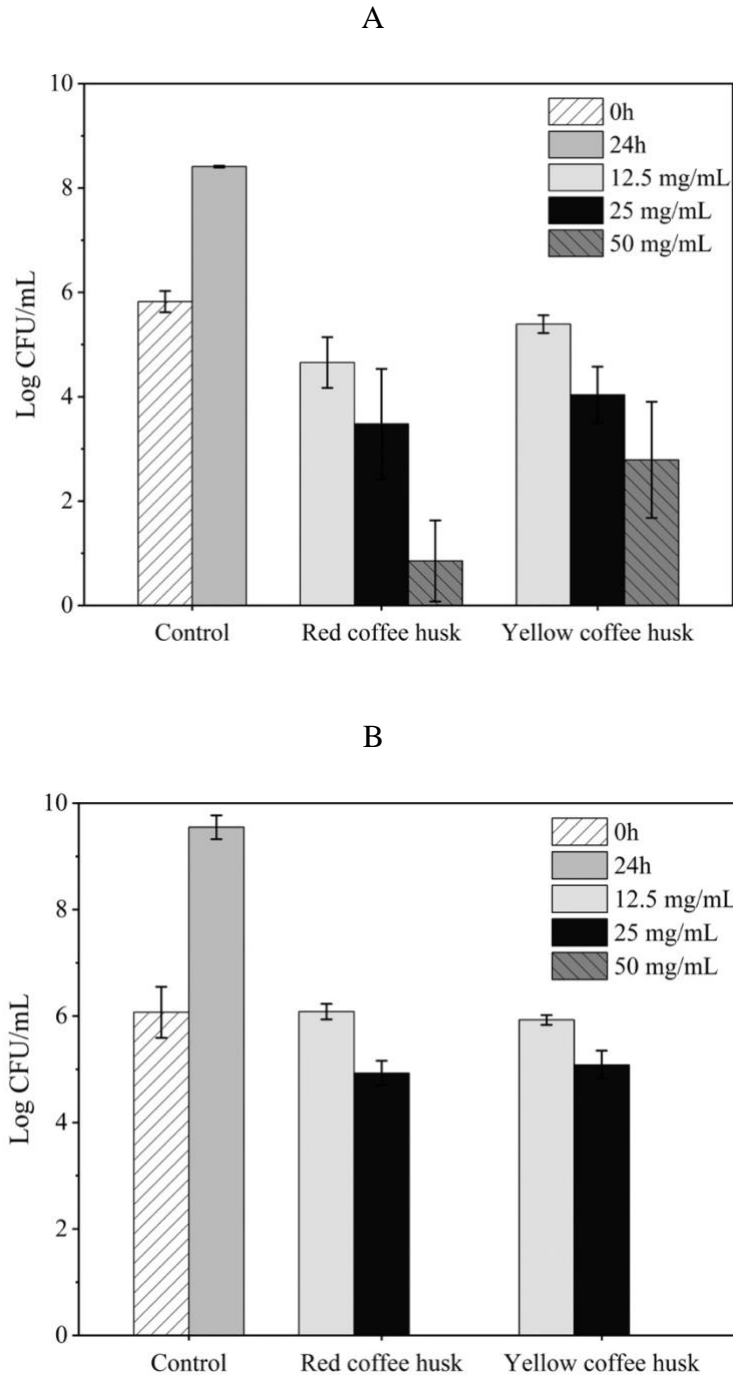 A
10
8
6
4
2
0
Log CFU/mL
0h
24h
12.5 mg/mL
25 mg/mL
50 mg/mL
Control
Red coffee husk
Yellow coffee husk
B
10
8
6
4
2
0
Log CFU/mL
0h
24h
12.5 mg/mL
25 mg/mL
50 mg/mL
Control
Red coffee husk
Yellow coffee husk